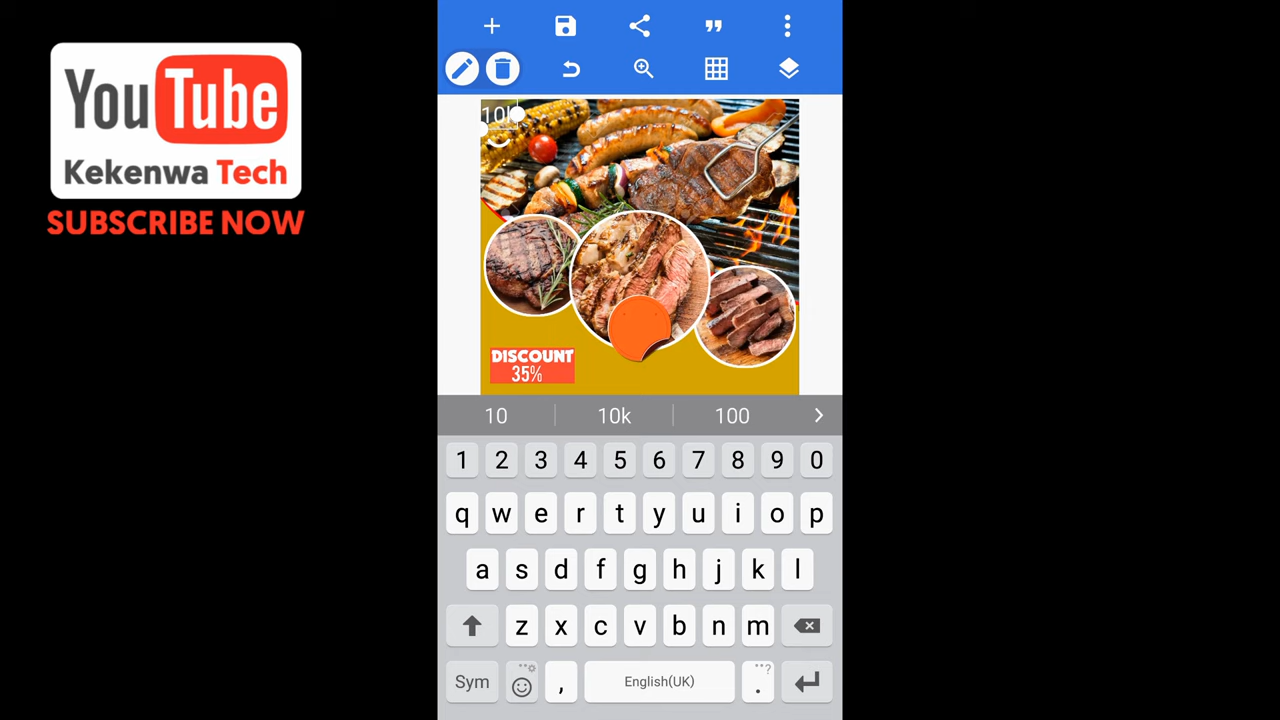 YouTube
Kekenwa Tech
SUBSCRIBE NOW
10
DISCOUNT
35%
10 10k 100
1 2 3 4 5 6 7 8 9 0
q w e r t y u i o p
a s d f g h j k l
z x c v b n m
Sym , English(UK) .